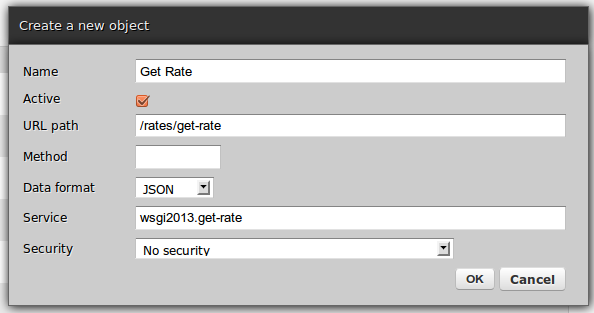 Create a new object
Name Get Rate
Active
URL path /rates/get-rate
Method
Data format JSON
Service wsgi2013.get-rate
Security No security
OK Cancel